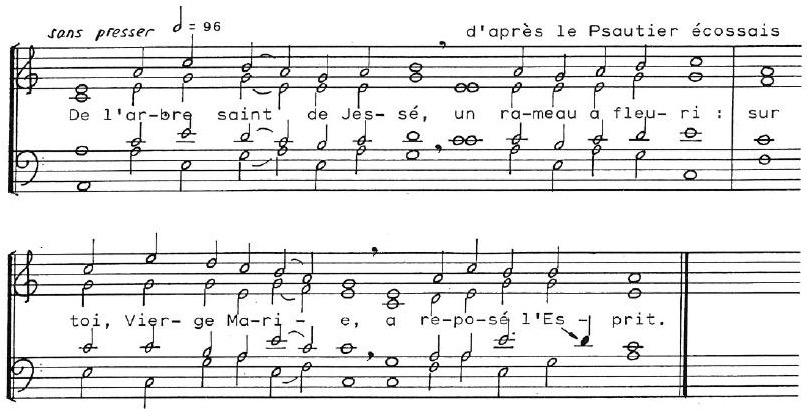 sans presser 𝅗𝅥 = 96 d'après le Psautier écossais
De l'ar-bre saint de Jes- sé, un ra-meau a fleu- ri : sur
toi, Vier- ge Ma-ri - e, a re-po-sé l'Es - prit.